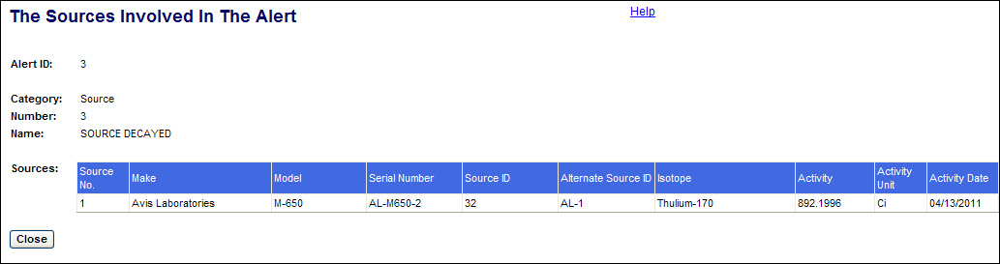 The Sources Involved In The Alert Help
Alert ID: 3
Category: Source
Number: 3
Name: SOURCE DECAYED
Sources:
Source No. Make Model Serial Number Source ID Alternate Source ID Isotope Activity Activity Unit Activity Date
1 Avis Laboratories M-650 AL-M650-2 32 AL-1 Thulium-170 892.1996 Ci 04/13/2011
Close